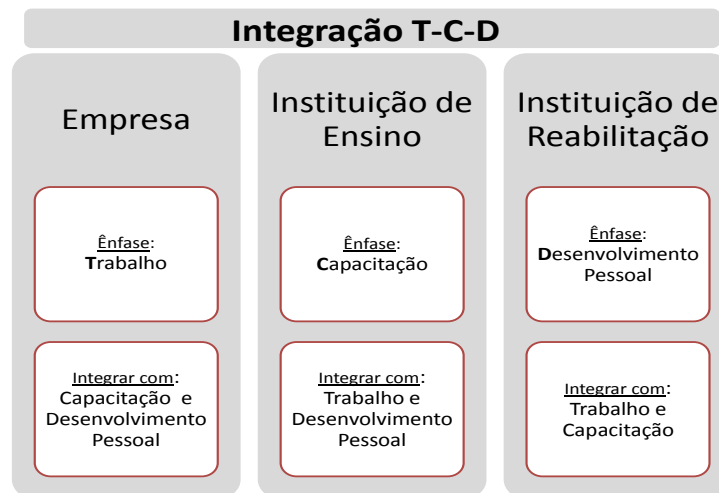 Integração T-C-D
Empresa
Ênfase:
Trabalho
Integrar com:
Capacitação e
Desenvolvimento
Pessoal
Instituição de
Ensino
Ênfase:
Capacitação
Integrar com:
Trabalho e
Desenvolvimento
Pessoal
Instituição de
Reabilitação
Ênfase:
Desenvolvimento
Pessoal
Integrar com:
Trabalho e
Capacitação